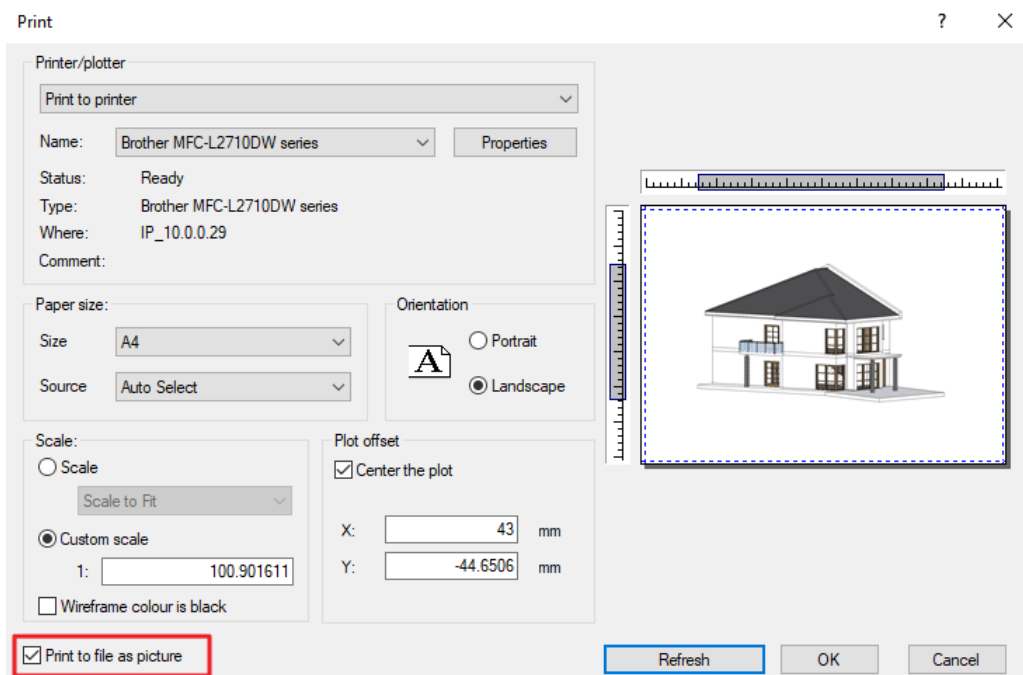 Print
?
Printer/plotter
Print to printer
Name: Brother MFC-L2710DW series Properties
Status: Ready
Type: Brother MFC-L2710DW series
Where: IP_10.0.0.29
Comment:
Paper size:
Size A4
Source Auto Select
Orientation
A
Portrait
Landscape
Scale:
Scale
Scale to Fit
Custom scale
1: 100.901611
Wireframe colour is black
Plot offset
Center the plot
X: 43 mm
Y: -44.6506 mm
Print to file as picture
Refresh OK Cancel